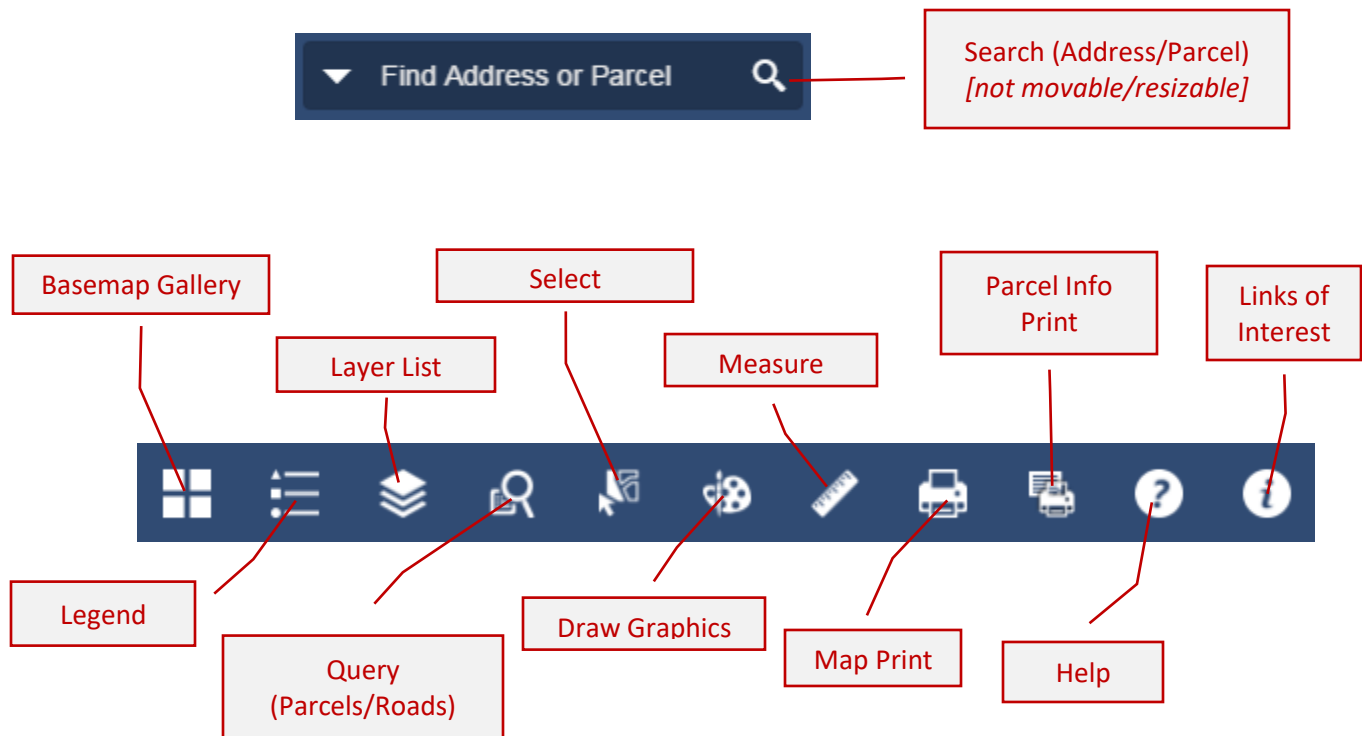 Find Address or Parcel
Search (Address/Parcel)
[not movable/resizable]
Basemap Gallery
Select
Parcel Info
Print
Links of
Interest
Layer List
Measure
Legend
Query
(Parcels/Roads)
Draw Graphics
Map Print
Help